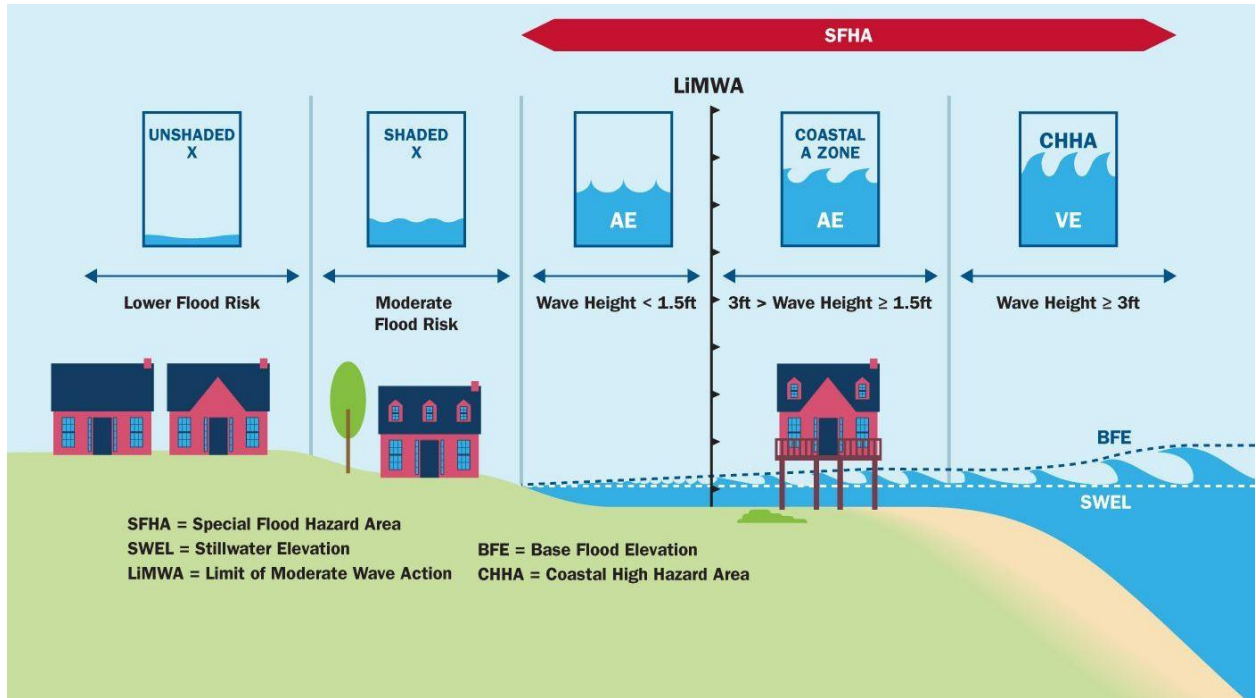 SFHA
LiMWA
UNSHADED
X
SHADED
X
AE
COASTAL
A ZONE
AE
CHHA
VE
Lower Flood Risk
Moderate
Flood Risk
Wave Height < 1.5ft
3ft > Wave Height ≥ 1.5ft
Wave Height ≥ 3ft
BFE
SWEL
SFHA = Special Flood Hazard Area
SWEL = Stillwater Elevation
LiMWA = Limit of Moderate Wave Action
BFE = Base Flood Elevation
CHHA = Coastal High Hazard Area